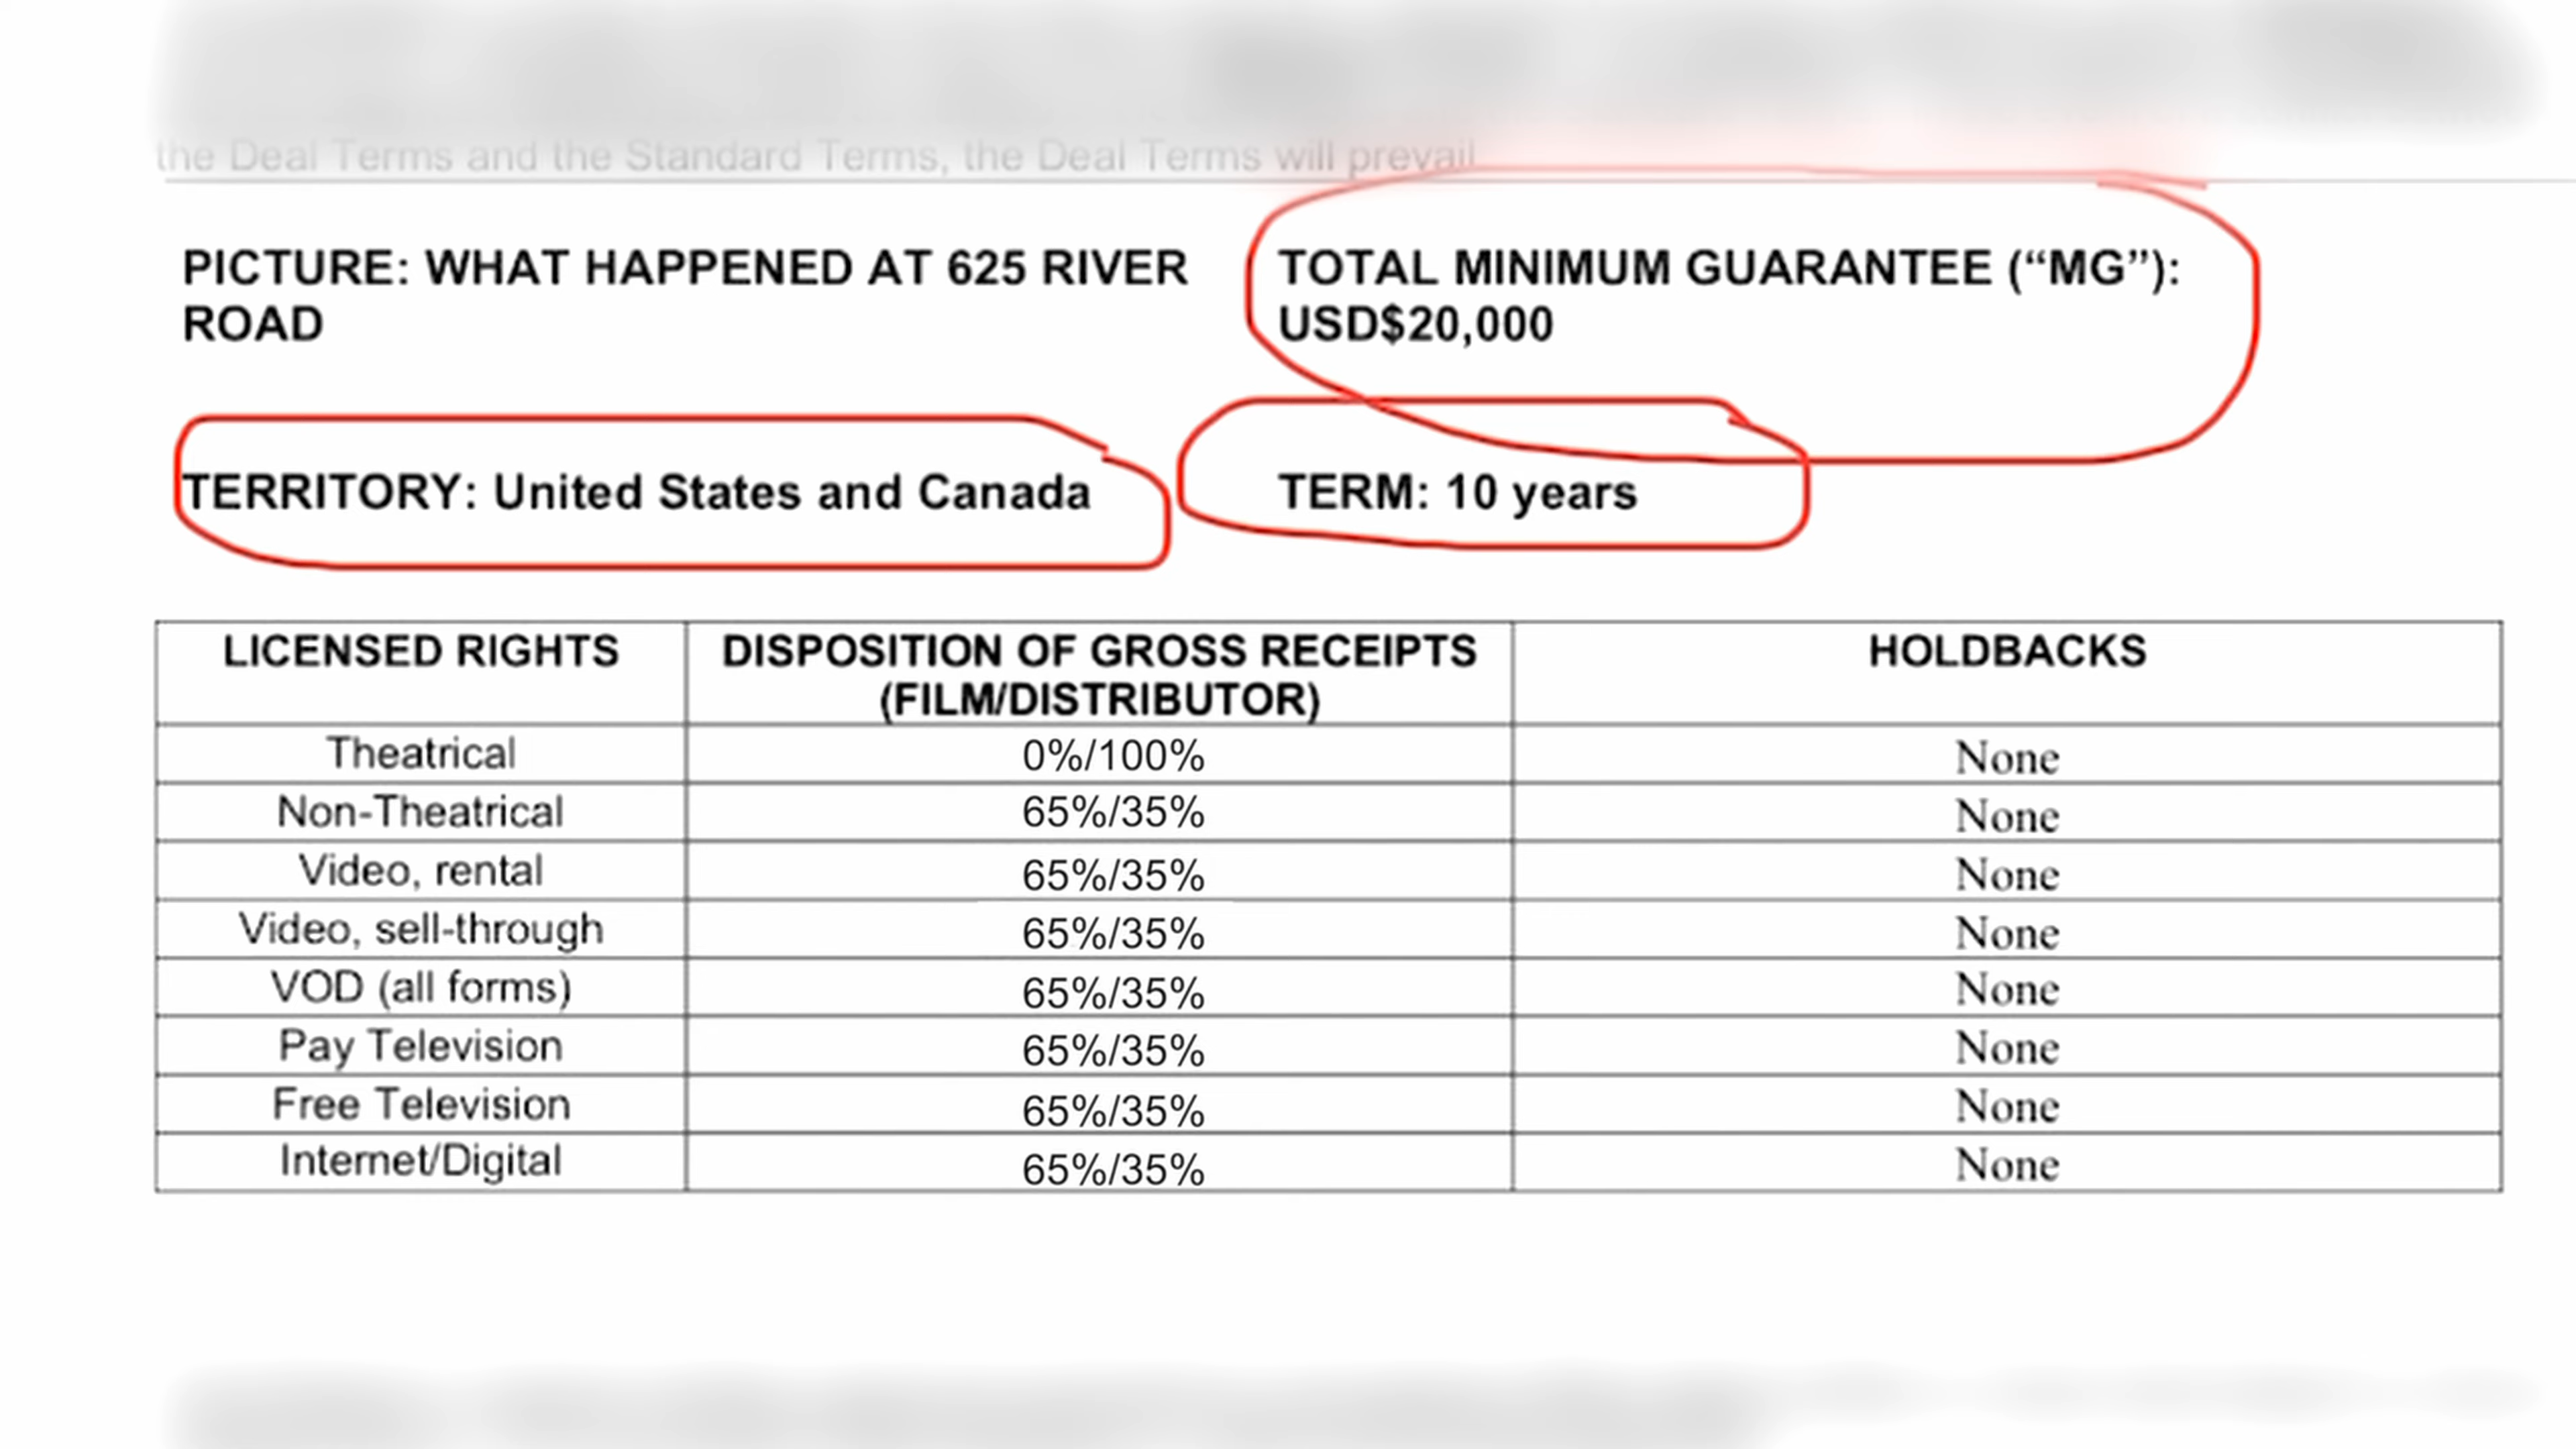 the Deal Terms and the Standard Terms, the Deal Terms will prevail
PICTURE: WHAT HAPPENED AT 625 RIVER
ROAD
TOTAL MINIMUM GUARANTEE (“MG”):
USD$20,000
TERRITORY: United States and Canada
TERM: 10 years
LICENSED RIGHTS
DISPOSITION OF GROSS RECEIPTS
(FILM/DISTRIBUTOR)
HOLDBACKS
Theatrical 0%/100% None
Non-Theatrical 65%/35% None
Video, rental 65%/35% None
Video, sell-through 65%/35% None
VOD (all forms) 65%/35% None
Pay Television 65%/35% None
Free Television 65%/35% None
Internet/Digital 65%/35% None